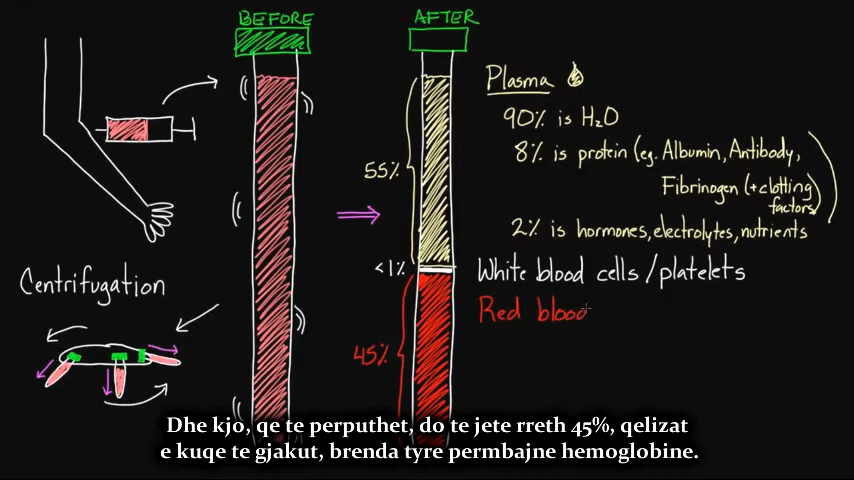 BEFORE
AFTER
Plasma
90% is H₂O
8% is protein (eg. Albumin, Antibody,
Fibrinogen (+clotting
factors)
2% is hormones, electrolytes, nutrients
55%
<1%
White blood cells/platelets
Red blood
45%
Centrifugation
Dhe kjo, qe te perputhet, do te jete rreth 45%, qelizat
e kuqe te gjakut, brenda tyre permbajne hemoglobine.